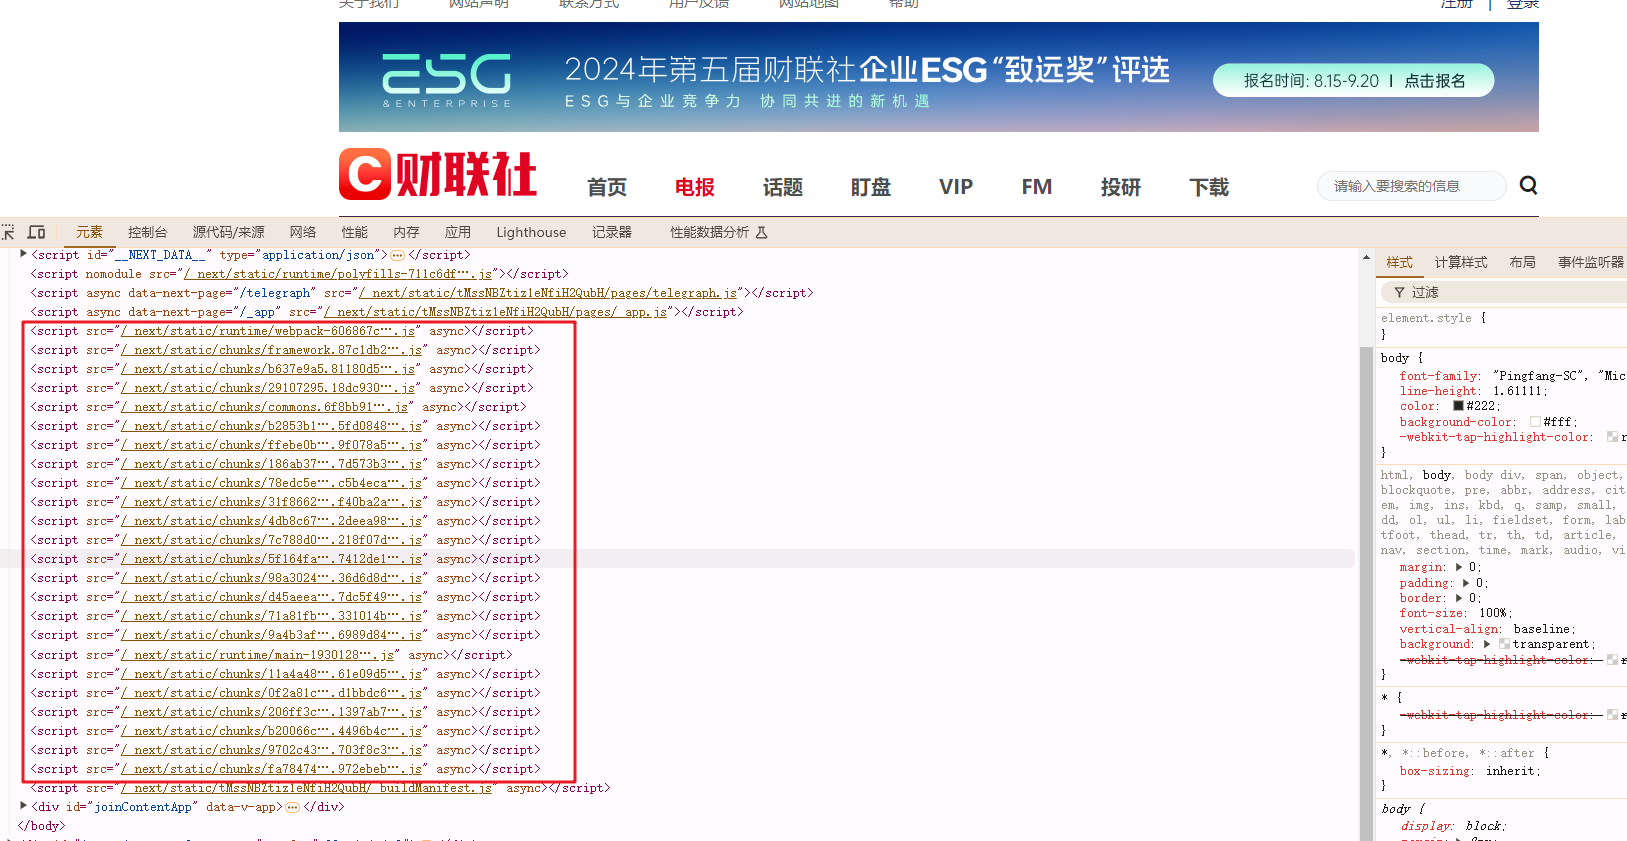 关于我们 网站声明 联系方式 用户反馈 网站地图 帮助 注册 | 登录
ESG
& ENTERPRISE
2024年第五届财联社企业ESG“致远奖”评选
ESG与企业竞争力 协同共进的新机遇
报名时间: 8.15-9.20 | 点击报名
C 财联社 首页 电报 话题 盯盘 VIP FM 投研 下载 请输入要搜索的信息
元素 控制台 源代码/来源 网络 性能 内存 应用 Lighthouse 记录器 性能数据分析
<script id="__NEXT_DATA__" type="application/json">…</script>
<script nomodule src="/_next/static/runtime/polyfills-711c6df….js"></script>
<script async data-next-page="/telegraph" src="/_next/static/tMssNBZtiz1eNfiH2QubH/pages/telegraph.js"></script>
<script async data-next-page="/_app" src="/_next/static/tMssNBZtiz1eNfiH2QubH/pages/_app.js"></script>
<script src="/_next/static/runtime/webpack-606867c….js" async></script>
<script src="/_next/static/chunks/framework.87c1db2….js" async></script>
<script src="/_next/static/chunks/b637e9a5.81180d5….js" async></script>
<script src="/_next/static/chunks/29107295.18dc930….js" async></script>
<script src="/_next/static/chunks/commons.6f8bb91….js" async></script>
<script src="/_next/static/chunks/b2853b1….5fd0848….js" async></script>
<script src="/_next/static/chunks/ffebe0b….9f078a5….js" async></script>
<script src="/_next/static/chunks/186ab37….7d573b3….js" async></script>
<script src="/_next/static/chunks/78edc5e….c5b4eca….js" async></script>
<script src="/_next/static/chunks/31f8662….f40ba2a….js" async></script>
<script src="/_next/static/chunks/4db8c67….2deea98….js" async></script>
<script src="/_next/static/chunks/7c788d0….218f07d….js" async></script>
<script src="/_next/static/chunks/5f164fa….7412de1….js" async></script>
<script src="/_next/static/chunks/98a3024….36d6d8d….js" async></script>
<script src="/_next/static/chunks/d45aeea….7dc5f49….js" async></script>
<script src="/_next/static/chunks/71a81fb….331014b….js" async></script>
<script src="/_next/static/chunks/9a4b3af….6989d84….js" async></script>
<script src="/_next/static/runtime/main-1930128….js" async></script>
<script src="/_next/static/chunks/11a4a48….61e09d5….js" async></script>
<script src="/_next/static/chunks/0f2a81c….d1bbdc6….js" async></script>
<script src="/_next/static/chunks/206ff3c….1397ab7….js" async></script>
<script src="/_next/static/chunks/b20066c….4496b4c….js" async></script>
<script src="/_next/static/chunks/9702c43….703f8c3….js" async></script>
<script src="/_next/static/chunks/fa78474….972ebeb….js" async></script>
<script src="/_next/static/tMssNBZtiz1eNfiH2QubH/_buildManifest.js" async></script>
<div id="joinContentApp" data-v-app>…</div>
</body>
样式 计算样式 布局 事件监听器
过滤
element.style {
}
body {
font-family: "Pingfang-SC", "Mic
line-height: 1.61111;
color: #222;
background-color: #fff;
-webkit-tap-highlight-color: r
}
html, body, body div, span, object,
blockquote, pre, abbr, address, cit
em, img, ins, kbd, q, samp, small,
dd, ol, ul, li, fieldset, form, lab
tfoot, thead, tr, th, td, article,
nav, section, time, mark, audio, vi
margin: 0;
padding: 0;
border: 0;
font-size: 100%;
vertical-align: baseline;
background: transparent;
-webkit-tap-highlight-color: r
}
* {
-webkit-tap-highlight-color: r
}
*, *::before, *::after {
box-sizing: inherit;
}
body {
display: block;